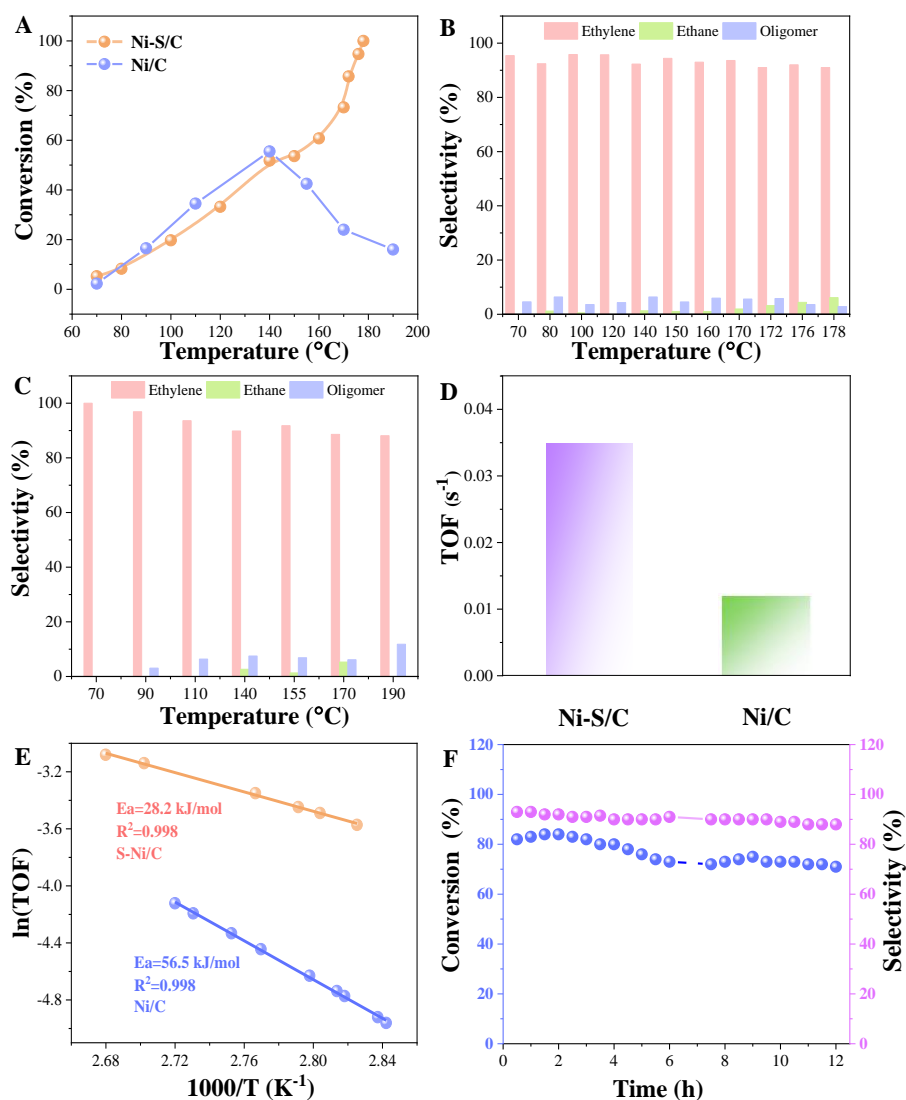 A
Ni-S/C
Ni/C
Conversion (%)
100
80
60
40
20
0
60 80 100 120 140 160 180 200
Temperature (°C)
B
Ethylene Ethane Oligomer
Selectitvity (%)
100
80
60
40
20
0
70 80 100 120 140 150 160 170 172 176 178
Temperature (°C)
C
Ethylene Ethane Oligomer
Selectivtiy (%)
100
80
60
40
20
0
70 90 110 140 155 170 190
Temperature (°C)
D
TOF (s-1)
0.04
0.03
0.02
0.01
0.00
Ni-S/C Ni/C
E
ln(TOF)
-3.2
-3.6
-4.0
-4.4
-4.8
Ea=28.2 kJ/mol
R2=0.998
S-Ni/C
Ea=56.5 kJ/mol
R2=0.998
Ni/C
2.68 2.72 2.76 2.80 2.84
1000/T (K-1)
F
Conversion (%)
120
100
80
60
40
20
0
120
100
80
60
40
20
0
Selectivity (%)
0 2 4 6 8 10 12
Time (h)